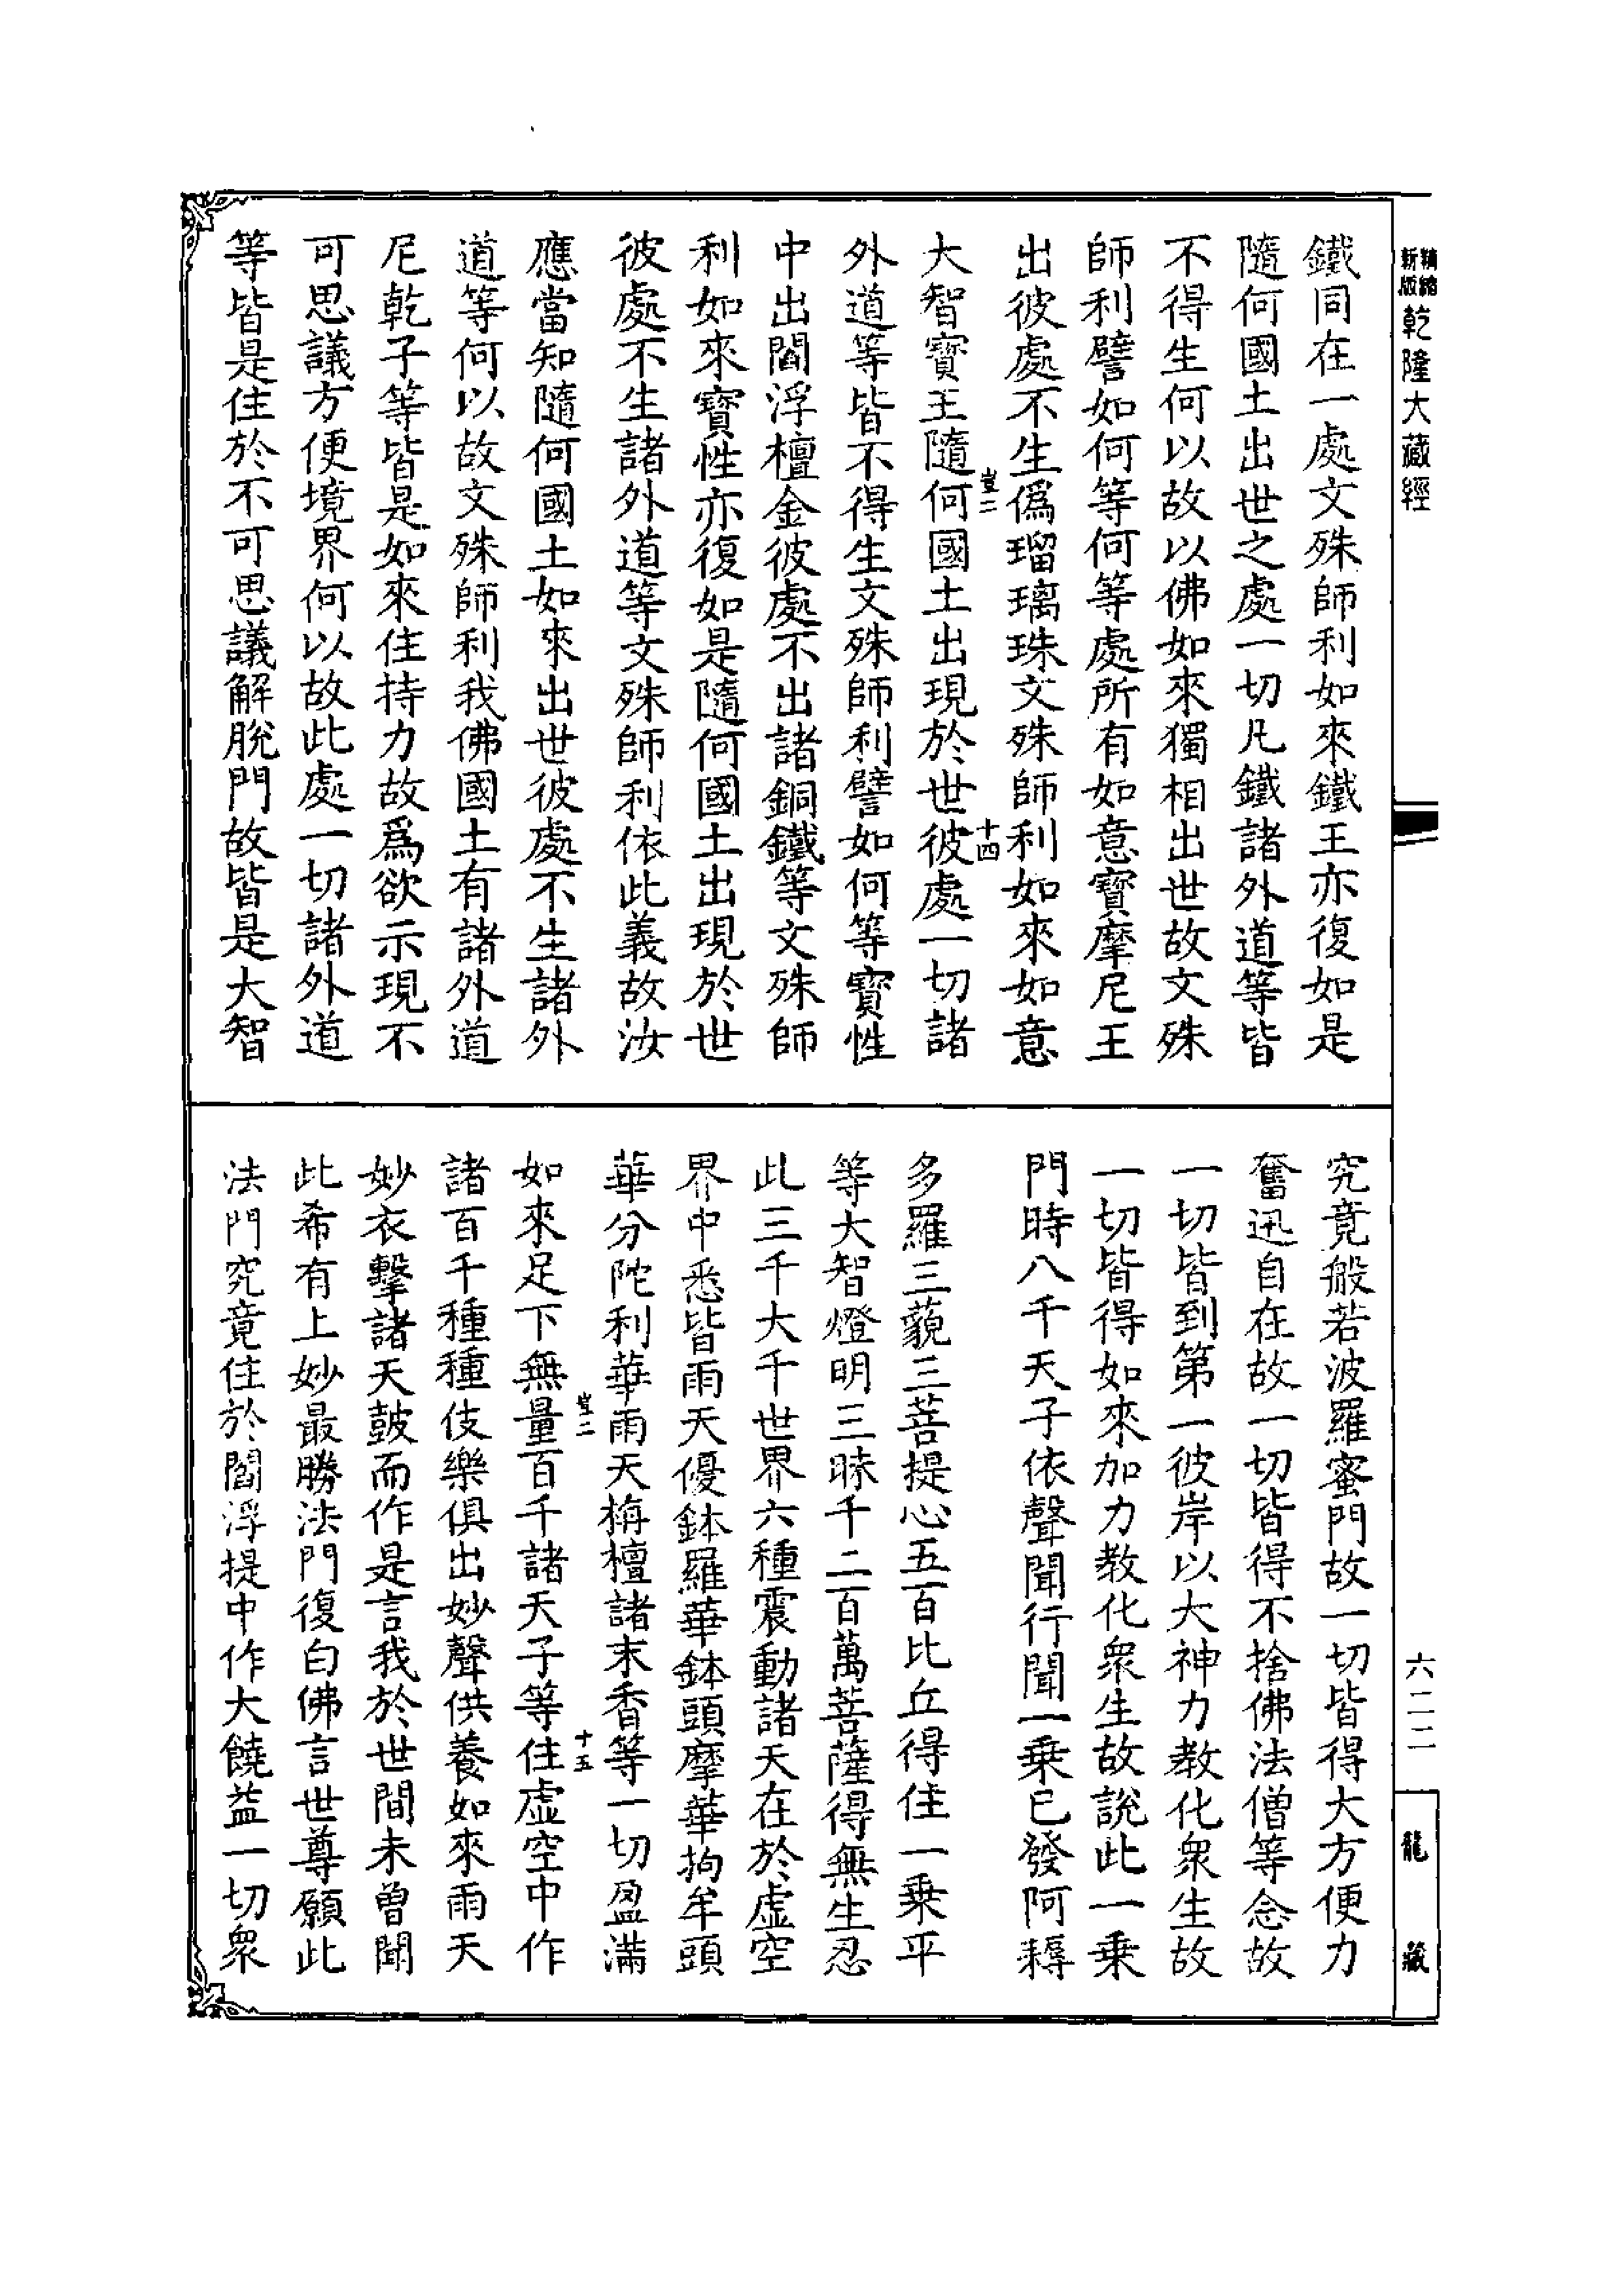 新版精縮乾隆大藏經
鐵同在一處文殊師利如來鐵王亦復如是
隨何國土出世之處一切凡鐵諸外道等皆
不得生何以故以佛如來獨相出世故文殊
師利譬如何等何等處所有如意寶摩尼王
出彼處不生僞瑠璃珠文殊師利如來如意
壹二
十四
大智寶王隨何國土出現於世彼處一切諸
外道等皆不得生文殊師利譬如何等寶性
中出閻浮檀金彼處不出諸銅鐵等文殊師
利如來寶性亦復如是隨何國土出現於世
彼處不生諸外道等文殊師利依此義故汝
應當知隨何國土如來出世彼處不生諸外
道等何以故文殊師利我佛國土有諸外道
尼乾子等皆是如來住持力故爲欲示現不
可思議方便境界何以故此處一切諸外道
等皆是住於不可思議解脫門故皆是大智
究竟般若波羅蜜門故一切皆得大方便力
奮迅自在故一切皆得不捨佛法僧等念故
一切皆到第一彼岸以大神力教化衆生故
一切皆得如來加力教化衆生故說此一乘
門時八千天子依聲聞行聞一乘已發阿耨
多羅三藐三菩提心五百比丘得住一乘平
等大智燈明三昧千二百萬菩薩得無生忍
此三千大千世界六種震動諸天在於虛空
界中悉皆雨天優鉢羅華鉢頭摩華拘牟頭
華分陀利華雨天栴檀諸末香等一切盈滿
壹二
十五
如來足下無量百千諸天子等住虛空中作
諸百千種種伎樂俱出妙聲供養如來雨天
妙衣擊諸天鼓而作是言我於世間未曾聞
此希有上妙最勝法門復白佛言世尊願此
法門究竟住於閻浮提中作大饒益一切衆
六二二
龍藏